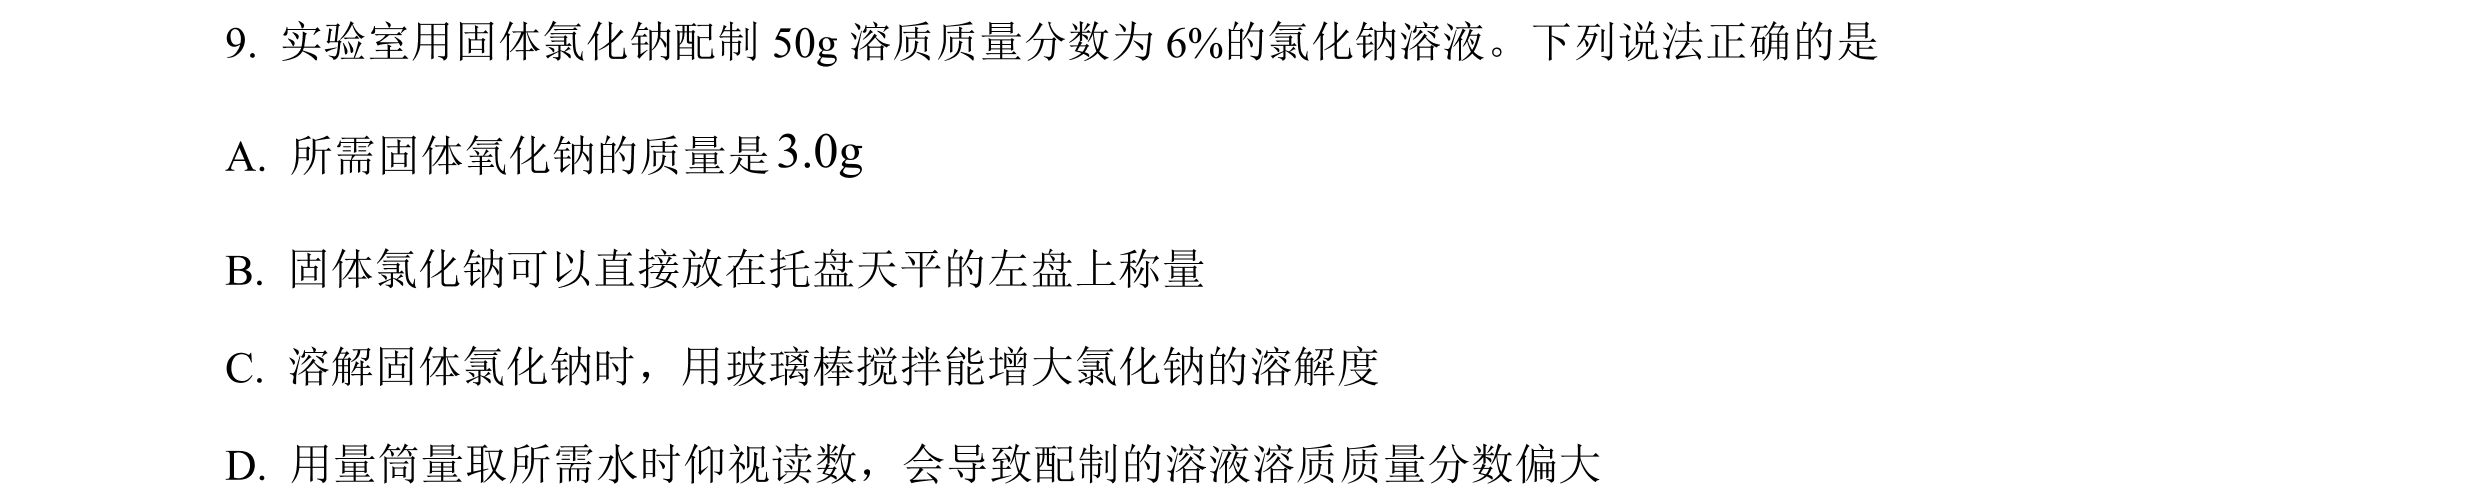 9. 实验室用固体氯化钠配制 50g 溶质质量分数为 6%的氯化钠溶液。下列说法正确的是
A. 所需固体氧化钠的质量是3.0g
B. 固体氯化钠可以直接放在托盘天平的左盘上称量
C. 溶解固体氯化钠时，用玻璃棒搅拌能增大氯化钠的溶解度
D. 用量筒量取所需水时仰视读数，会导致配制的溶液溶质质量分数偏大